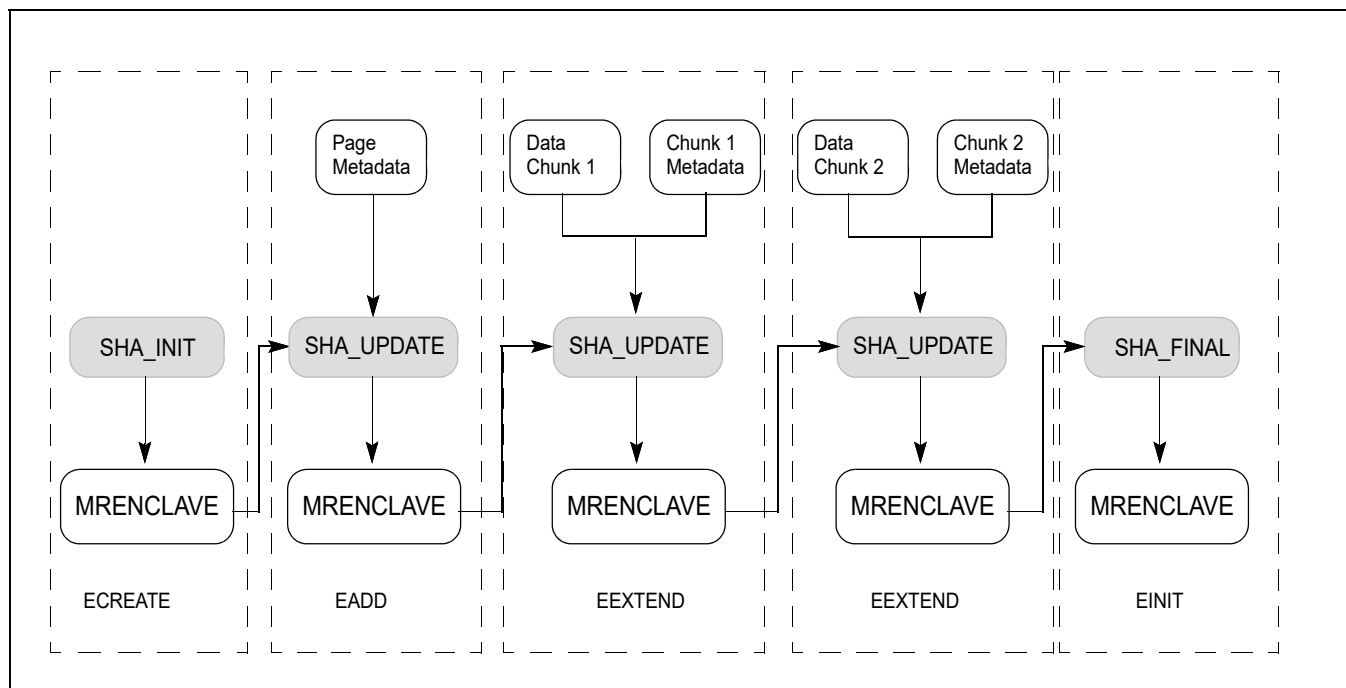 Page
Metadata
Data
Chunk 1
Chunk 1
Metadata
Data
Chunk 2
Chunk 2
Metadata
SHA_INIT
SHA_UPDATE
SHA_UPDATE
SHA_UPDATE
SHA_FINAL
MRENCLAVE
MRENCLAVE
MRENCLAVE
MRENCLAVE
MRENCLAVE
ECREATE
EADD
EEXTEND
EEXTEND
EINIT